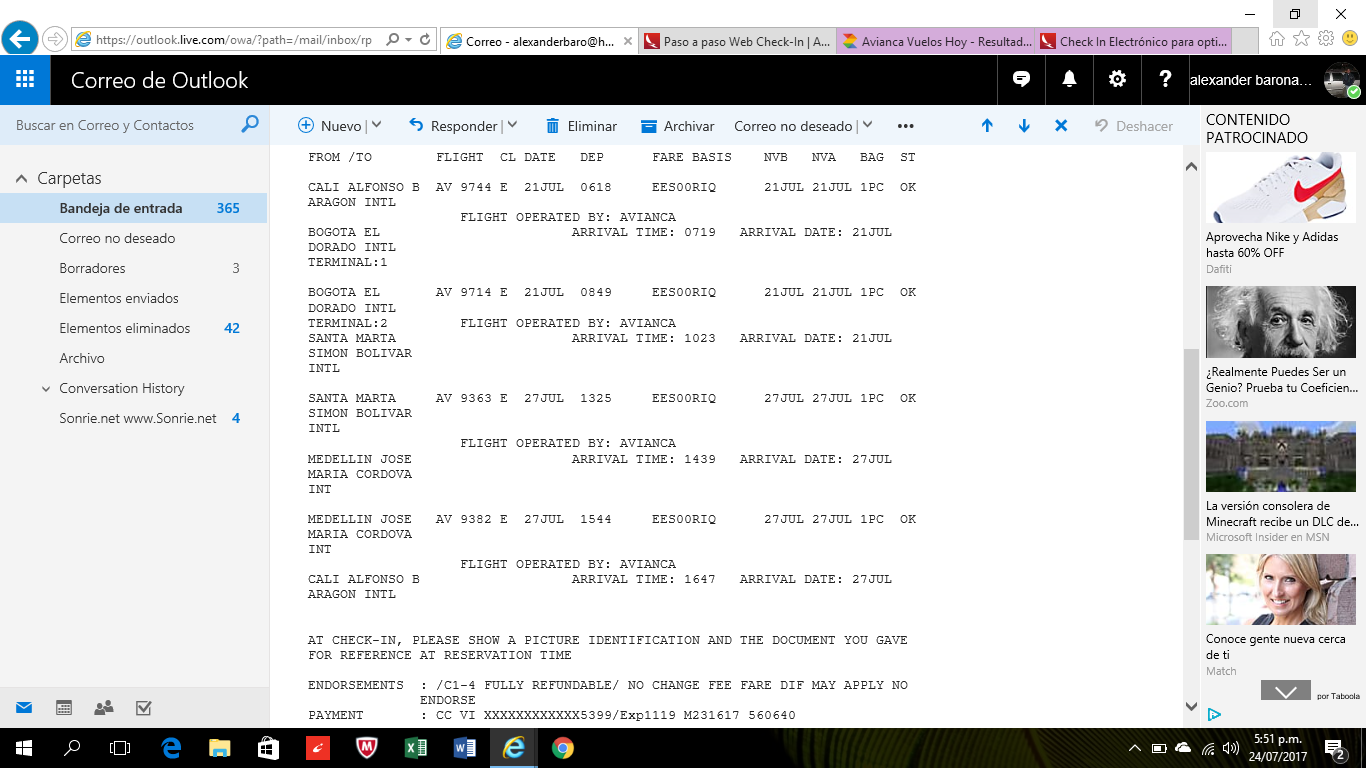 https://outlook.live.com/owa/?path=/mail/inbox/rp
Correo - alexanderbaro@h...
Paso a paso Web Check-In | A...
Avianca Vuelos Hoy - Resultad...
Check In Electrónico para opti...
Correo de Outlook
alexander barona...
Buscar en Correo y Contactos
Nuevo
Responder
Eliminar
Archivar
Correo no deseado
Deshacer
Carpetas
Bandeja de entrada 365
Correo no deseado
Borradores 3
Elementos enviados
Elementos eliminados 42
Archivo
Conversation History
Sonrie.net www.Sonrie.net 4
FROM /TO FLIGHT CL DATE DEP FARE BASIS NVB NVA BAG ST
CALI ALFONSO B AV 9744 E 21JUL 0618 EES00RIQ 21JUL 21JUL 1PC OK
ARAGON INTL
FLIGHT OPERATED BY: AVIANCA
BOGOTA EL ARRIVAL TIME: 0719 ARRIVAL DATE: 21JUL
DORADO INTL
TERMINAL:1
BOGOTA EL AV 9714 E 21JUL 0849 EES00RIQ 21JUL 21JUL 1PC OK
DORADO INTL
TERMINAL:2 FLIGHT OPERATED BY: AVIANCA
SANTA MARTA ARRIVAL TIME: 1023 ARRIVAL DATE: 21JUL
SIMON BOLIVAR
INTL
SANTA MARTA AV 9363 E 27JUL 1325 EES00RIQ 27JUL 27JUL 1PC OK
SIMON BOLIVAR
INTL
FLIGHT OPERATED BY: AVIANCA
MEDELLIN JOSE ARRIVAL TIME: 1439 ARRIVAL DATE: 27JUL
MARIA CORDOVA
INT
MEDELLIN JOSE AV 9382 E 27JUL 1544 EES00RIQ 27JUL 27JUL 1PC OK
MARIA CORDOVA
INT
FLIGHT OPERATED BY: AVIANCA
CALI ALFONSO B ARRIVAL TIME: 1647 ARRIVAL DATE: 27JUL
ARAGON INTL
AT CHECK-IN, PLEASE SHOW A PICTURE IDENTIFICATION AND THE DOCUMENT YOU GAVE
FOR REFERENCE AT RESERVATION TIME
ENDORSEMENTS : /C1-4 FULLY REFUNDABLE/ NO CHANGE FEE FARE DIF MAY APPLY NO
ENDORSE
PAYMENT : CC VI XXXXXXXXXXXX5399/Exp1119 M231617 560640
CONTENIDO
PATROCINADO
Aprovecha Nike y Adidas
hasta 60% OFF
Dafiti
¿Realmente Puedes Ser un
Genio? Prueba tu Coeficien...
Zoo.com
La versión consolera de
Minecraft recibe un DLC de...
Microsoft Insider en MSN
Conoce gente nueva cerca
de ti
Match
por Taboola
5:51 p.m.
24/07/2017
2